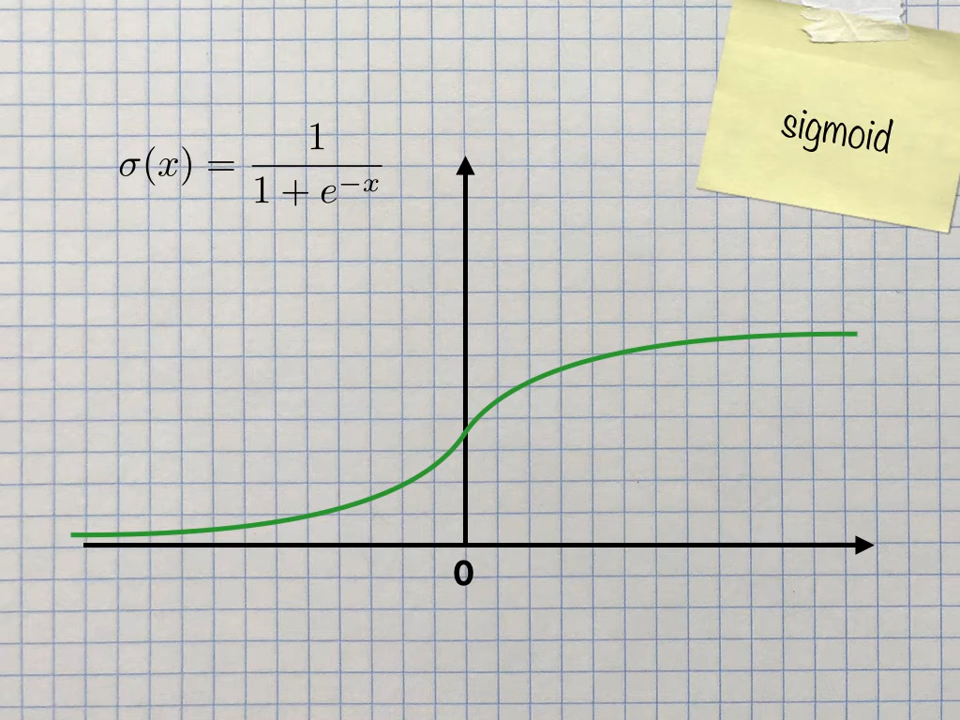 sigmoid
σ(x) = 1 / (1 + e^{-x})
0